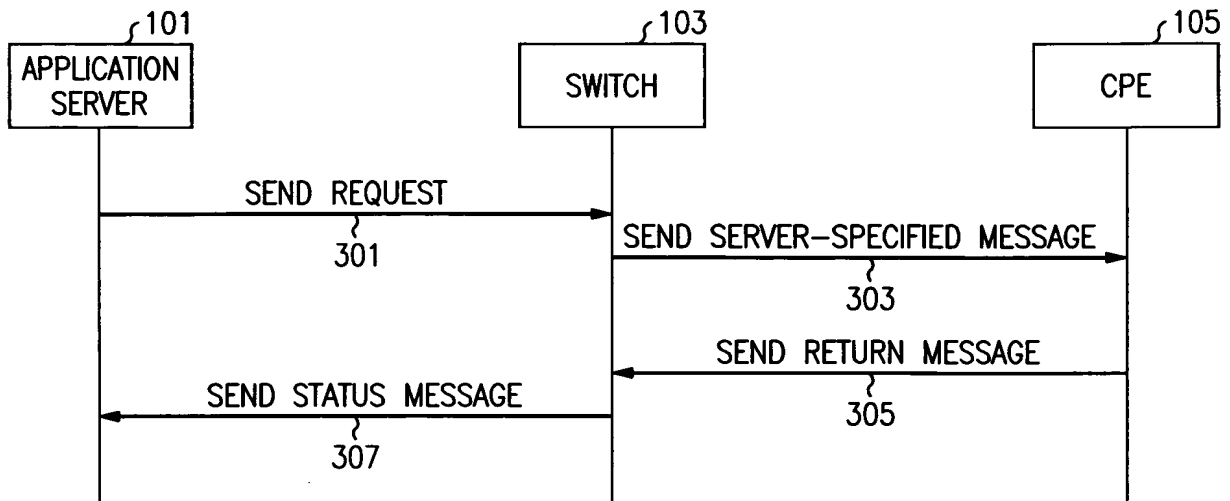 101
103
105
APPLICATION
SERVER
SWITCH
CPE
SEND REQUEST
301
SEND SERVER-SPECIFIED MESSAGE
303
SEND RETURN MESSAGE
305
SEND STATUS MESSAGE
307